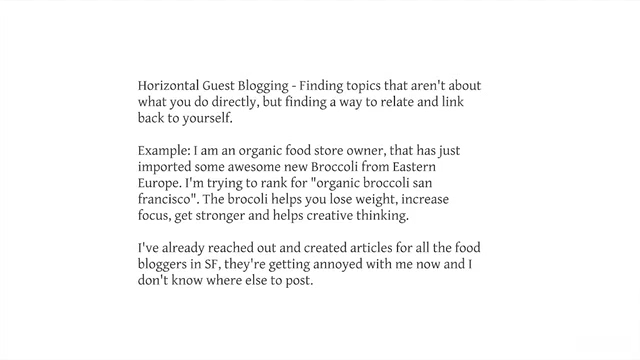 Horizontal Guest Blogging - Finding topics that aren't about
what you do directly, but finding a way to relate and link
back to yourself.
Example: I am an organic food store owner, that has just
imported some awesome new Broccoli from Eastern
Europe. I'm trying to rank for "organic broccoli san
francisco". The brocoli helps you lose weight, increase
focus, get stronger and helps creative thinking.
I've already reached out and created articles for all the food
bloggers in SF, they're getting annoyed with me now and I
don't know where else to post.